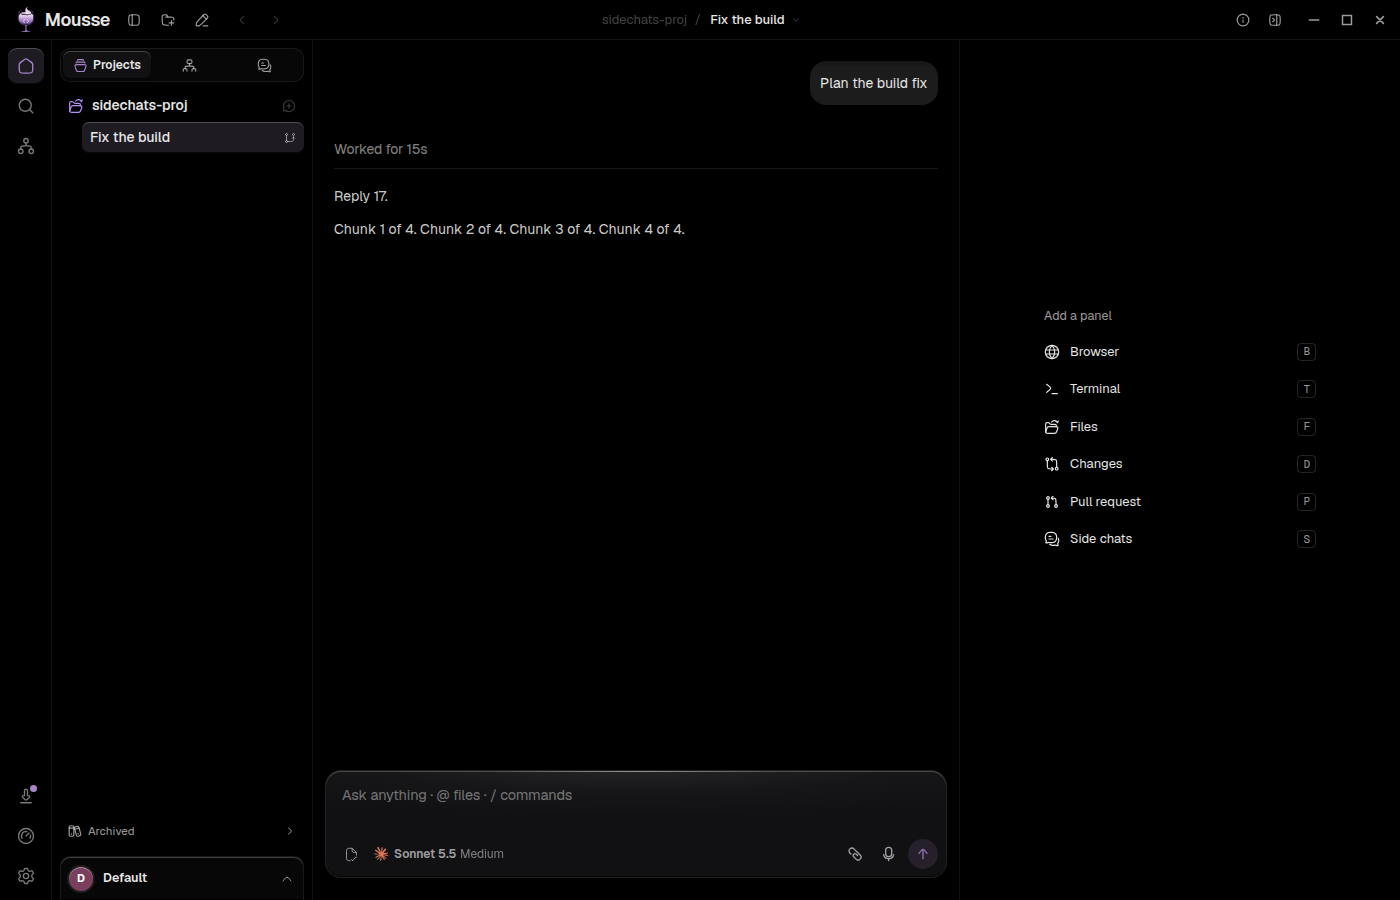 Mousse
sidechats-proj / Fix the build
Projects
sidechats-proj
Fix the build
Plan the build fix
Worked for 15s
Reply 17.
Chunk 1 of 4. Chunk 2 of 4. Chunk 3 of 4. Chunk 4 of 4.
Add a panel
Browser B
Terminal T
Files F
Changes D
Pull request P
Side chats S
Ask anything · @ files · / commands
Sonnet 5.5 Medium
Archived
D Default